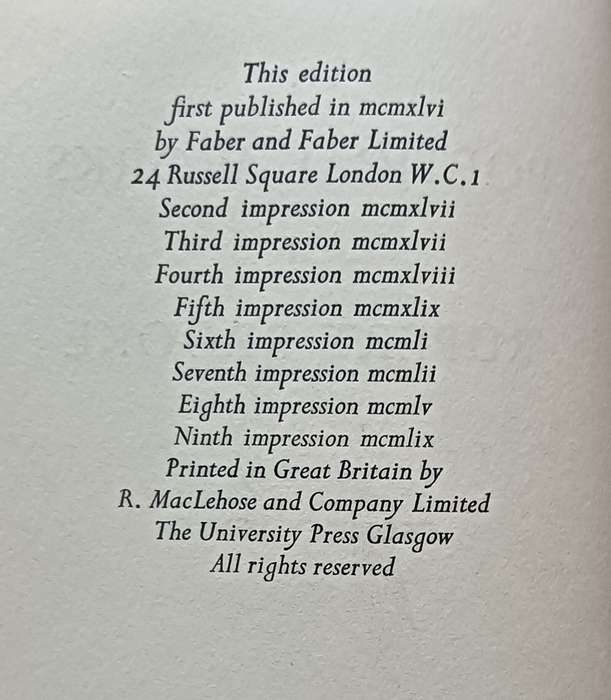 This edition
first published in mcmxlvi
by Faber and Faber Limited
24 Russell Square London W.C.1
Second impression mcmxlvii
Third impression mcmxlvii
Fourth impression mcmxlviii
Fifth impression mcmxlix
Sixth impression mcmli
Seventh impression mcmlii
Eighth impression mcmlv
Ninth impression mcmlix
Printed in Great Britain by
R. MacLehose and Company Limited
The University Press Glasgow
All rights reserved